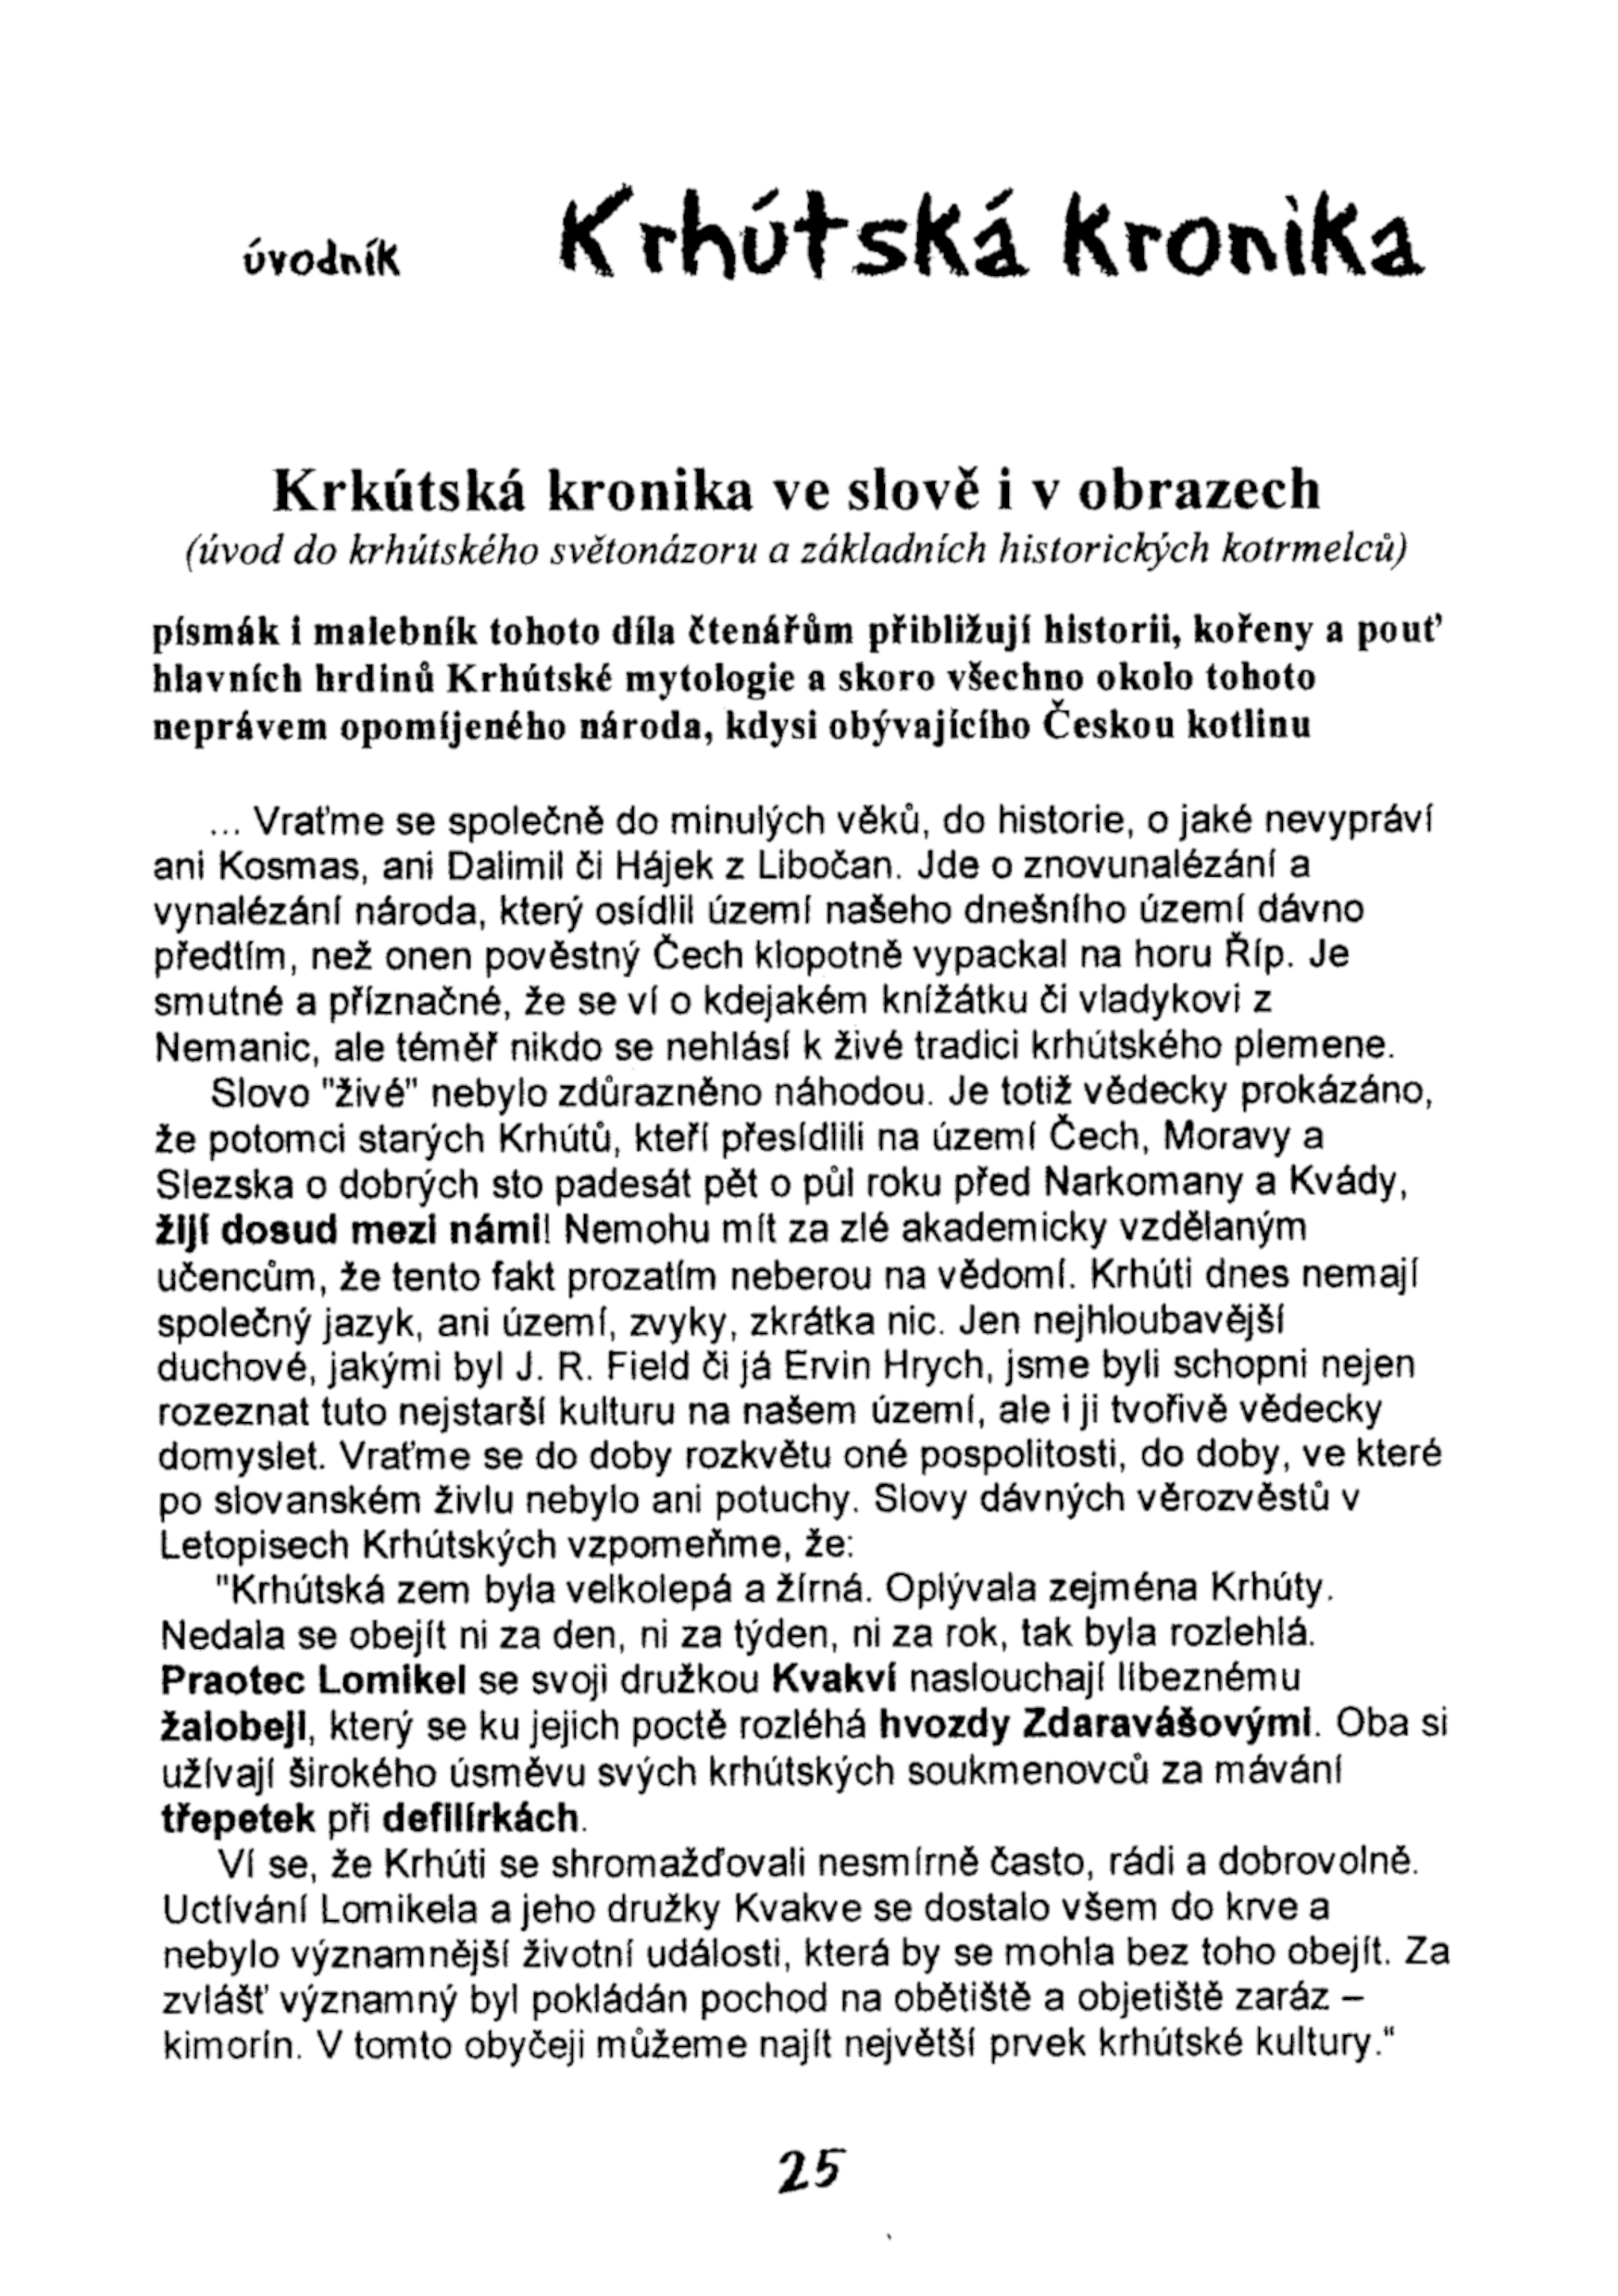 úvodník Krhútská kronika
Krkútská kronika ve slově i v obrazech
(úvod do krhútského světonázoru a základních historických kotrmelců)
písmák i malebník tohoto díla čtenářům přibližují historii, kořeny a pouť
hlavních hrdinů Krhútské mytologie a skoro všechno okolo tohoto
neprávem opomíjeného národa, kdysi obývajícího Českou kotlinu
... Vraťme se společně do minulých věků, do historie, o jaké nevypráví
ani Kosmas, ani Dalimil či Hájek z Libočan. Jde o znovunalézání a
vynalézání národa, který osídlil území našeho dnešního území dávno
předtím, než onen pověstný Čech klopotně vypackal na horu Říp. Je
smutné a příznačné, že se ví o kdejakém knížátku či vladykovi z
Nemanic, ale téměř nikdo se nehlásí k živé tradici krhútského plemene.
Slovo "živé" nebylo zdůrazněno náhodou. Je totiž vědecky prokázáno,
že potomci starých Krhútů, kteří přesídlili na území Čech, Moravy a
Slezska o dobrých sto padesát pět o půl roku před Narkomany a Kvády,
žijí dosud mezi námi! Nemohu mít za zlé akademicky vzdělaným
učencům, že tento fakt prozatím neberou na vědomí. Krhúti dnes nemají
společný jazyk, ani území, zvyky, zkrátka nic. Jen nejhloubavější
duchové, jakými byl J. R. Field či já Ervin Hrych, jsme byli schopni nejen
rozeznat tuto nejstarší kulturu na našem území, ale i ji tvořivě vědecky
domyslet. Vraťme se do doby rozkvětu oné pospolitosti, do doby, ve které
po slovanském živlu nebylo ani potuchy. Slovy dávných věrozvěstů v
Letopisech Krhútských vzpomeňme, že:
"Krhútská zem byla velkolepá a žírná. Oplývala zejména Krhúty.
Nedala se obejít ni za den, ni za týden, ni za rok, tak byla rozlehlá.
Praotec Lomikel se svoji družkou Kvakví naslouchají líbeznému
žalobeji, který se ku jejich poctě rozléhá hvozdy Zdaravášovými. Oba si
užívají širokého úsměvu svých krhútských soukmenovců za mávání
třepetek při defilírkách.
Ví se, že Krhúti se shromažďovali nesmírně často, rádi a dobrovolně.
Uctívání Lomikela a jeho družky Kvakve se dostalo všem do krve a
nebylo významnější životní události, která by se mohla bez toho obejít. Za
zvlášť významný byl pokládán pochod na obětiště a objetiště zaráz –
kimorín. V tomto obyčeji můžeme najít největší prvek krhútské kultury.“
25